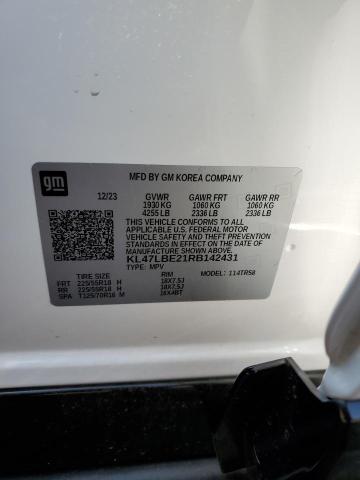 gm
MFD BY GM KOREA COMPANY
12/23 GVWR GAWR FRT GAWR RR
1930 KG 1060 KG 1060 KG
4255 LB 2336 LB 2336 LB
THIS VEHICLE CONFORMS TO ALL
APPLICABLE U.S. FEDERAL MOTOR
VEHICLE SAFETY, BUMPER, AND THEFT
PREVENTION STANDARDS IN EFFECT ON
THE DATE OF MANUFACTURE SHOWN
ABOVE.
KL47LBE21RB142431
TYPE: MPV
TIRE SIZE RIM MODEL: 114TR58
FRT 225/55R18 H 18X7.5J
RR 225/55R18 H 18X7.5J
SPA T125/70R16 M 16X4BT